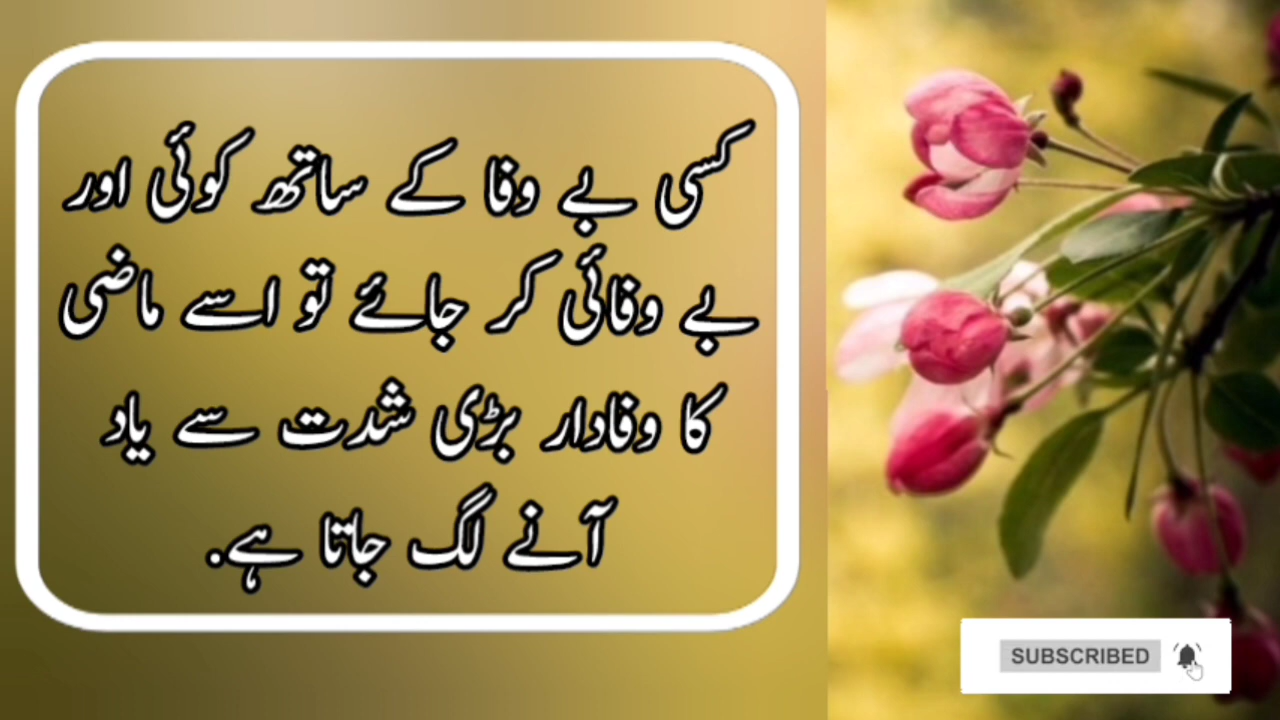 کسی بے وفا کے ساتھ کوئی اور
بے وفائی کر جائے تو اسے ماضی
کا وفادار بڑی شدت سے یاد
آنے لگ جاتا ہے.
SUBSCRIBED